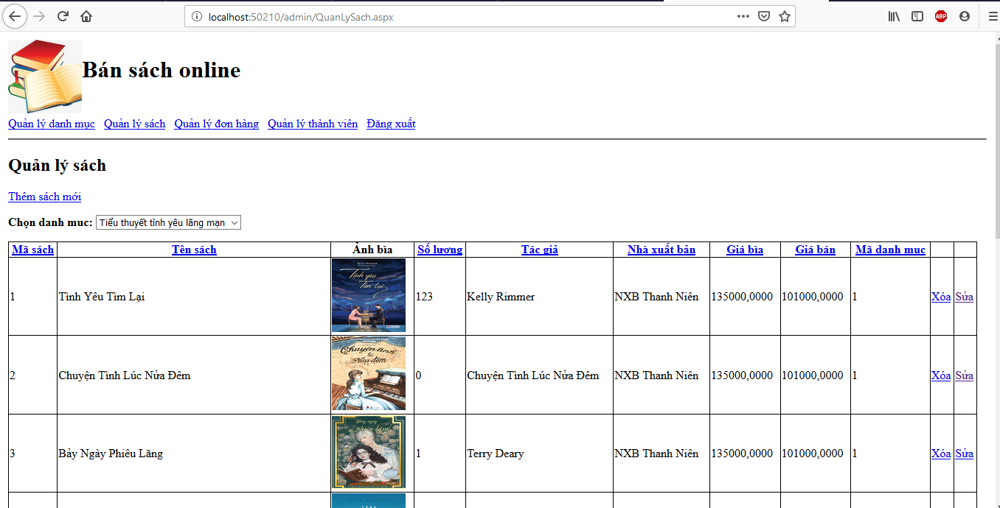 localhost:50210/admin/QuanLySach.aspx
ABP
Bán sách online
Quản lý danh mục Quản lý sách Quản lý đơn hàng Quản lý thành viên Đăng xuất
Quản lý sách
Thêm sách mới
Chọn danh muc: Tiểu thuyết tình yêu lãng mạn
Mã sách Tên sách Ảnh bìa Số lương Tác giả Nhà xuất bản Giá bìa Giá bán Mã danh muc
1 Tình Yêu Tìm Lại 123 Kelly Rimmer NXB Thanh Niên 135000,0000 101000,0000 1 Xóa Sửa
Tình yêu
Tìm lại
2 Chuyện Tình Lúc Nửa Đêm 0 Chuyện Tình Lúc Nửa Đêm NXB Thanh Niên 135000,0000 101000,0000 1 Xóa Sửa
Chuyện tình
lúc
Nửa đêm
3 Bảy Ngày Phiêu Lãng 1 Terry Deary NXB Thanh Niên 135000,0000 101000,0000 1 Xóa Sửa
Bảy ngày
phiêu lãng